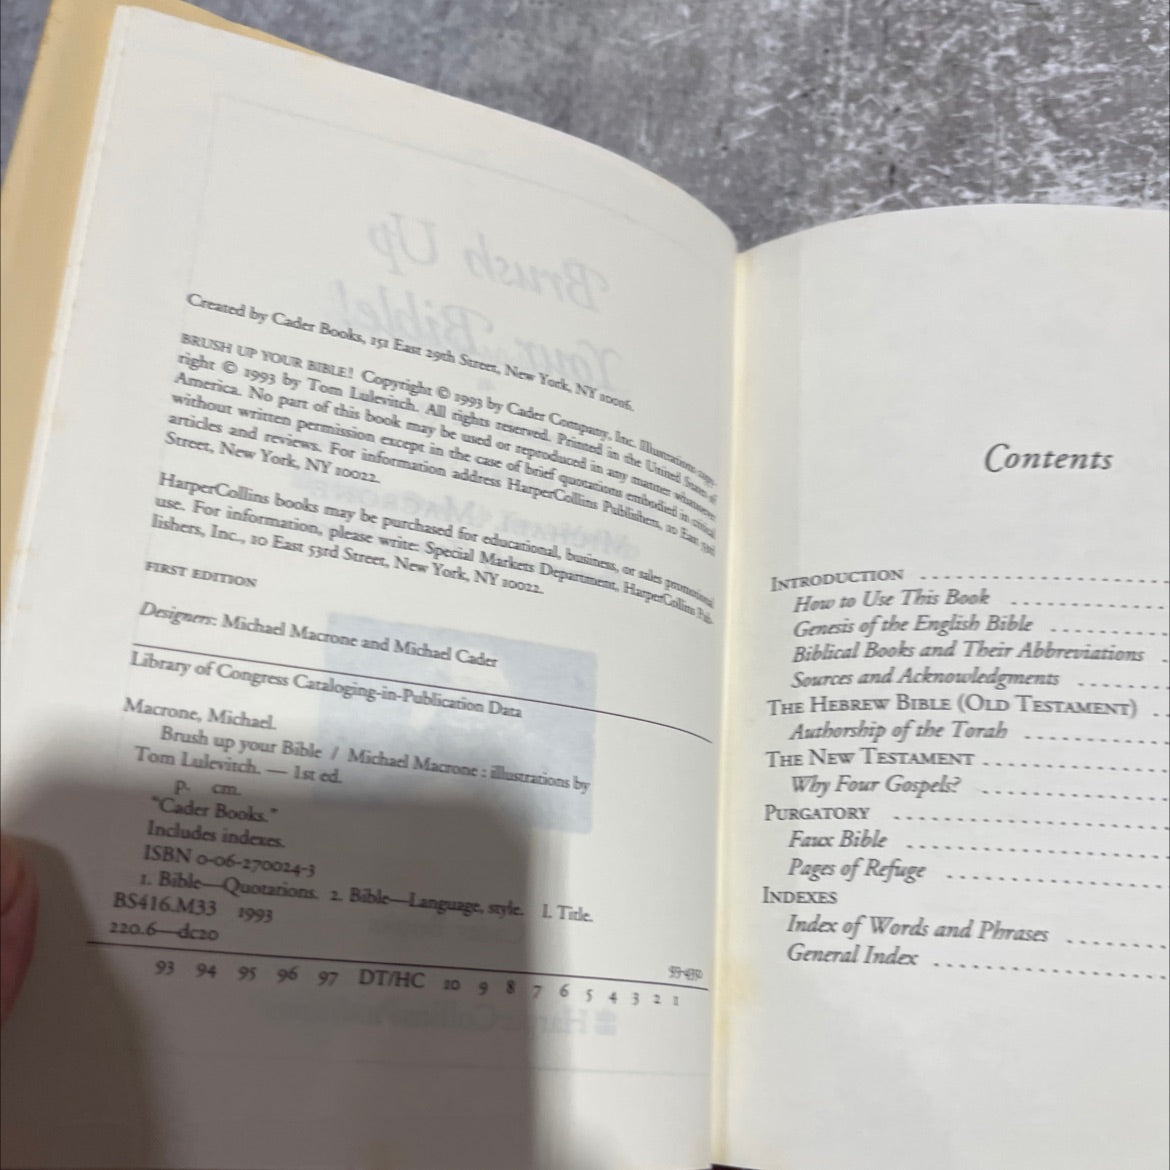 Created by Cader Books, 151 East 29th Street, New York, NY 10016.
BRUSH UP YOUR BIBLE! Copyright © 1993 by Cader Company, Inc. Illustrations copy-
right © 1993 by Tom Lulevitch. All rights reserved. Printed in the United States of
America. No part of this book may be used or reproduced in any manner whatsoever
without written permission except in the case of brief quotations embodied in critical
articles and reviews. For information address HarperCollins Publishers, 10 East 53rd
Street, New York, NY 10022.
HarperCollins books may be purchased for educational, business, or sales promotional
use. For information, please write: Special Markets Department, HarperCollins Pub-
lishers, Inc., 10 East 53rd Street, New York, NY 10022.
FIRST EDITION
Designers: Michael Macrone and Michael Cader
Library of Congress Cataloging-in-Publication Data
Macrone, Michael.
Brush up your Bible / Michael Macrone : illustrations by
Tom Lulevitch. — 1st ed.
p. cm.
"Cader Books."
Includes indexes.
ISBN 0-06-270024-3
1. Bible—Quotations. 2. Bible—Language, style. I. Title.
BS416.M33 1993
220.6—dc20
93 94 95 96 97 DT/HC 10 9 8 7 6 5 4 3 2 1
Contents
INTRODUCTION
How to Use This Book
Genesis of the English Bible
Biblical Books and Their Abbreviations
Sources and Acknowledgments
THE HEBREW BIBLE (OLD TESTAMENT)
Authorship of the Torah
THE NEW TESTAMENT
Why Four Gospels?
PURGATORY
Faux Bible
Pages of Refuge
INDEXES
Index of Words and Phrases
General Index